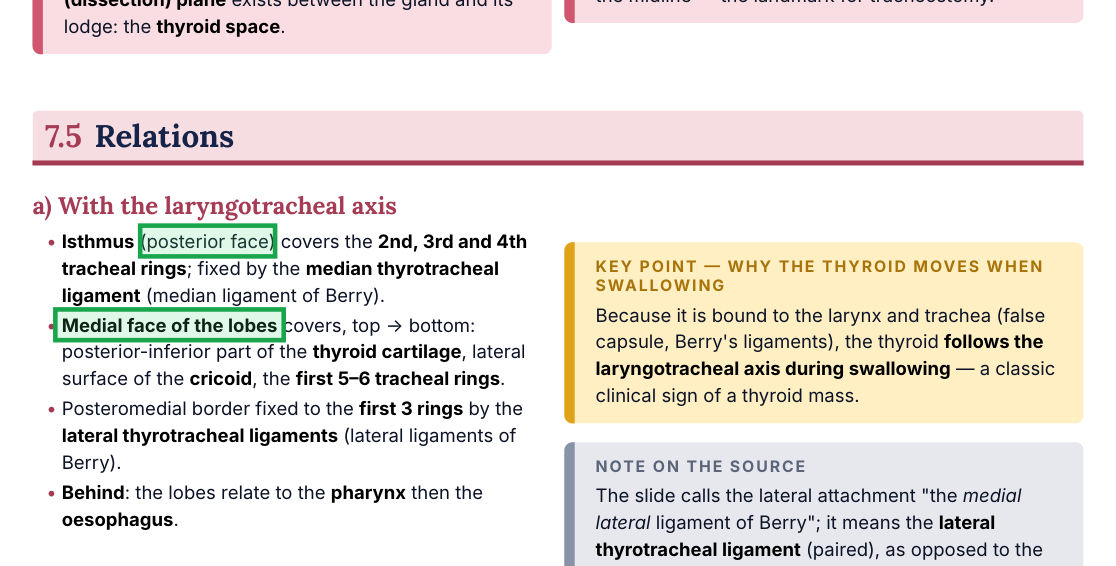 (dissection) plane exists between the gland and its
lodge: the thyroid space.
7.5 Relations
a) With the laryngotracheal axis
• Isthmus (posterior face) covers the 2nd, 3rd and 4th
tracheal rings; fixed by the median thyrotracheal
ligament (median ligament of Berry).
• Medial face of the lobes covers, top → bottom:
posterior-inferior part of the thyroid cartilage, lateral
surface of the cricoid, the first 5–6 tracheal rings.
• Posteromedial border fixed to the first 3 rings by the
lateral thyrotracheal ligaments (lateral ligaments of
Berry).
• Behind: the lobes relate to the pharynx then the
oesophagus.
KEY POINT — WHY THE THYROID MOVES WHEN
SWALLOWING
Because it is bound to the larynx and trachea (false
capsule, Berry's ligaments), the thyroid follows the
laryngotracheal axis during swallowing — a classic
clinical sign of a thyroid mass.
NOTE ON THE SOURCE
The slide calls the lateral attachment "the medial
lateral ligament of Berry"; it means the lateral
thyrotracheal ligament (paired), as opposed to the